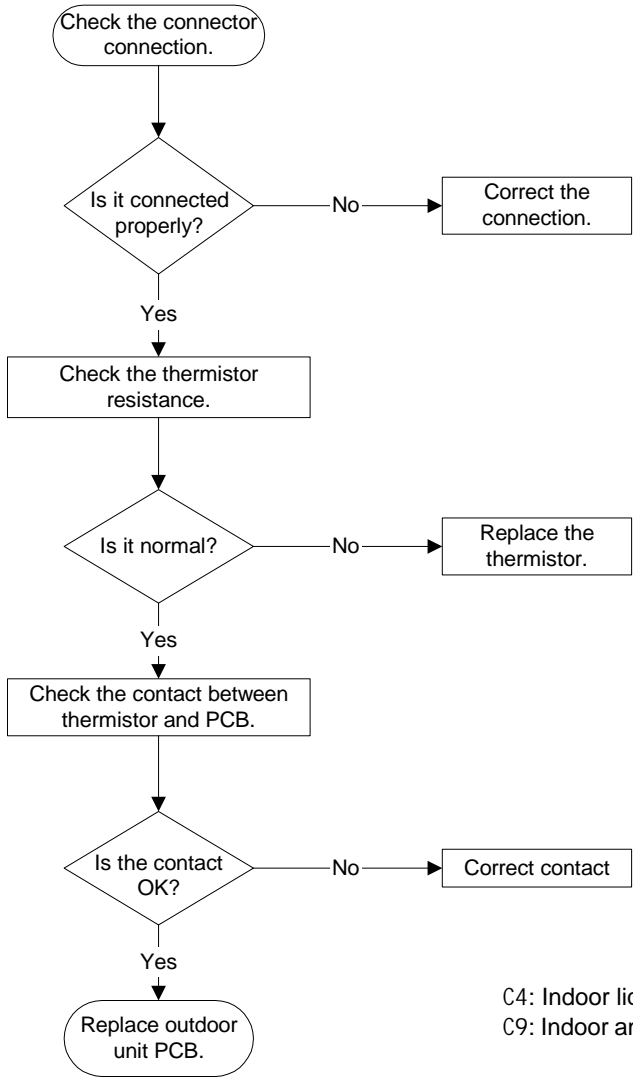 Check the connector
connection.
Is it connected
properly?
No
Correct the
connection.
Yes
Check the thermistor
resistance.
Is it normal?
No
Replace the
thermistor.
Yes
Check the contact between
thermistor and PCB.
Is the contact
OK?
No
Correct contact
Yes
Replace outdoor
unit PCB.
C4: Indoor
C9: Indoor